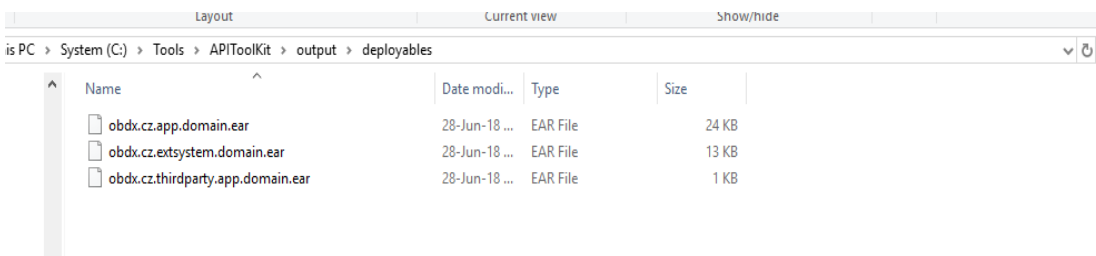 Layout Current view Show/hide
is PC > System (C:) > Tools > APIToolKit > output > deployables
Name Date modi... Type Size
obdx.cz.app.domain.ear 28-Jun-18 ... EAR File 24 KB
obdx.cz.extsystem.domain.ear 28-Jun-18 ... EAR File 13 KB
obdx.cz.thirdparty.app.domain.ear 28-Jun-18 ... EAR File 1 KB